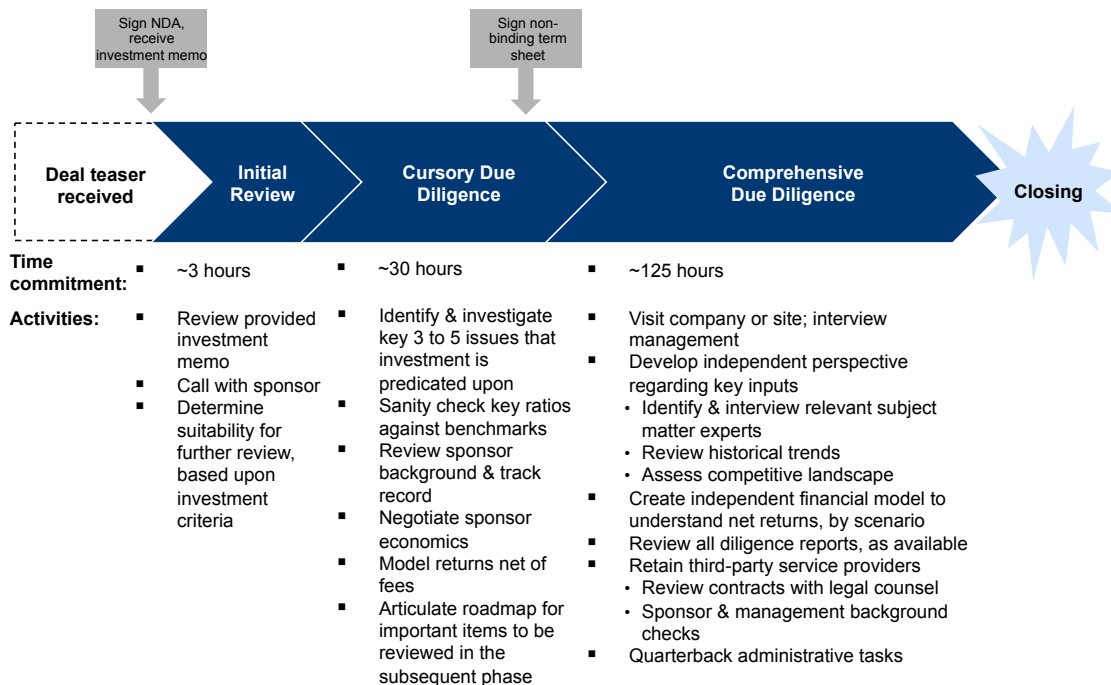 Sign NDA,
receive
investment memo
Sign non-
binding term
sheet
Deal teaser
received
Initial
Review
Cursory Due
Diligence
Comprehensive
Due Diligence
Closing
Time
commitment:
▪ ~3 hours
▪ ~30 hours
▪ ~125 hours
Activities:
▪ Review provided
investment
memo
▪ Call with sponsor
▪ Determine
suitability for
further review,
based upon
investment
criteria
▪ Identify & investigate
key 3 to 5 issues that
investment is
predicated upon
▪ Sanity check key ratios
against benchmarks
▪ Review sponsor
background & track
record
▪ Negotiate sponsor
economics
▪ Model returns net of
fees
▪ Articulate roadmap for
important items to be
reviewed in the
subsequent phase
▪ Visit company or site; interview
management
▪ Develop independent perspective
regarding key inputs
• Identify & interview relevant subject
matter experts
• Review historical trends
• Assess competitive landscape
▪ Create independent financial model to
understand net returns, by scenario
▪ Review all diligence reports, as available
▪ Retain third-party service providers
• Review contracts with legal counsel
• Sponsor & management background
checks
▪ Quarterback administrative tasks